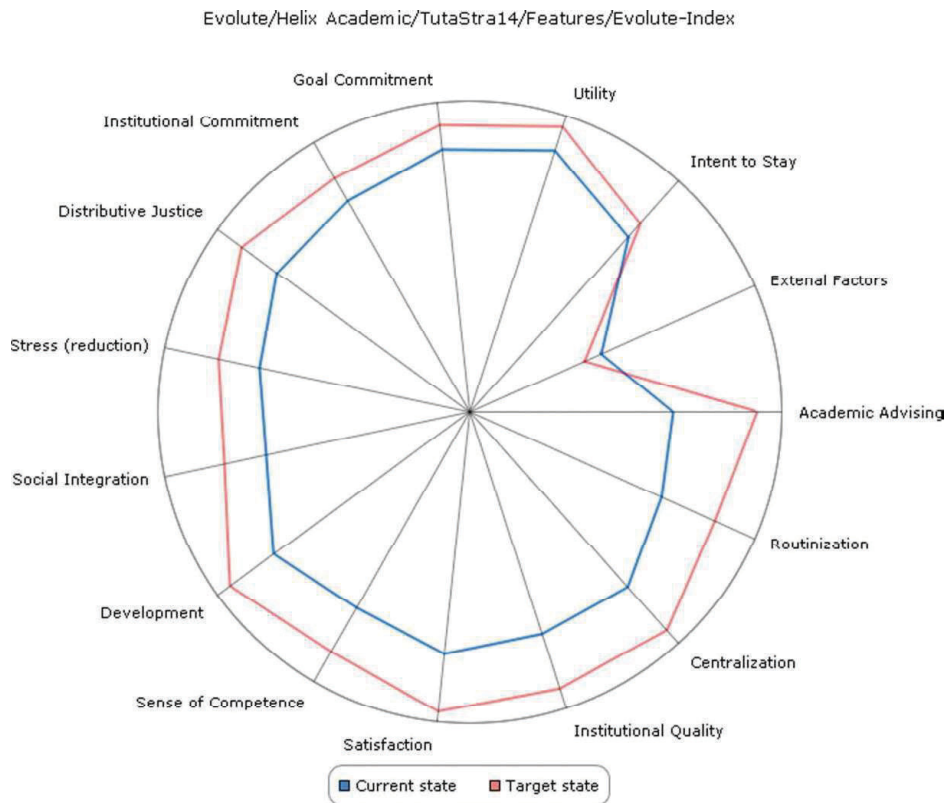 Evolute/Helix Academic/TutaStra14/Features/Evolute-Index
Goal Commitment
Utility
Institutional Commitment
Intent to Stay
Distributive Justice
Extenal Factors
Stress (reduction)
Academic Advising
Social Integration
Routinization
Development
Centralization
Sense of Competence
Institutional Quality
Satisfaction
Current state
Target state